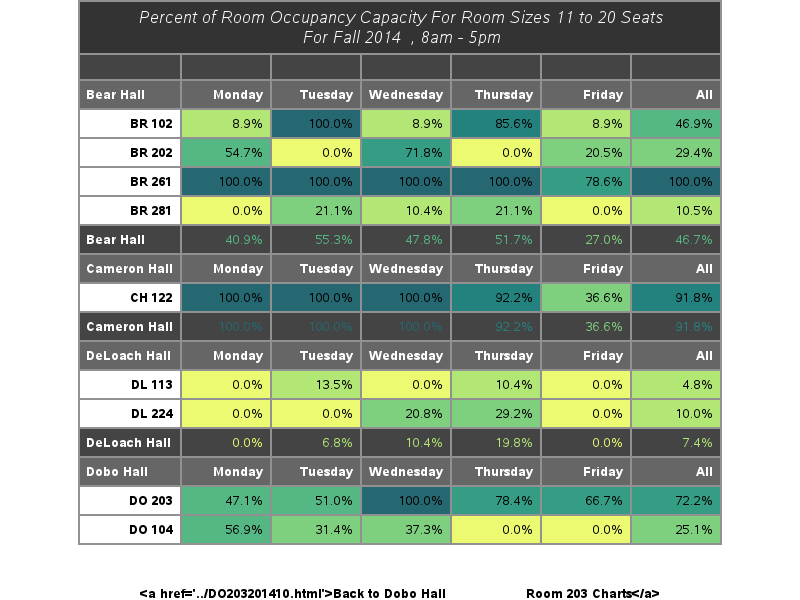 Percent of Room Occupancy Capacity For Room Sizes 11 to 20 Seats
For Fall 2014 , 8am - 5pm
Bear Hall Monday Tuesday Wednesday Thursday Friday All
BR 102 8.9% 100.0% 8.9% 85.6% 8.9% 46.9%
BR 202 54.7% 0.0% 71.8% 0.0% 20.5% 29.4%
BR 261 100.0% 100.0% 100.0% 100.0% 78.6% 100.0%
BR 281 0.0% 21.1% 10.4% 21.1% 0.0% 10.5%
Bear Hall 40.9% 55.3% 47.8% 51.7% 27.0% 46.7%
Cameron Hall Monday Tuesday Wednesday Thursday Friday All
CH 122 100.0% 100.0% 100.0% 92.2% 36.6% 91.8%
Cameron Hall 100.0% 100.0% 100.0% 92.2% 36.6% 91.8%
DeLoach Hall Monday Tuesday Wednesday Thursday Friday All
DL 113 0.0% 13.5% 0.0% 10.4% 0.0% 4.8%
DL 224 0.0% 0.0% 20.8% 29.2% 0.0% 10.0%
DeLoach Hall 0.0% 6.8% 10.4% 19.8% 0.0% 7.4%
Dobo Hall Monday Tuesday Wednesday Thursday Friday All
DO 203 47.1% 51.0% 100.0% 78.4% 66.7% 72.2%
DO 104 56.9% 31.4% 37.3% 0.0% 0.0% 25.1%
<a href='../DO203201410.html'>Back to Dobo Hall Room 203 Charts</a>